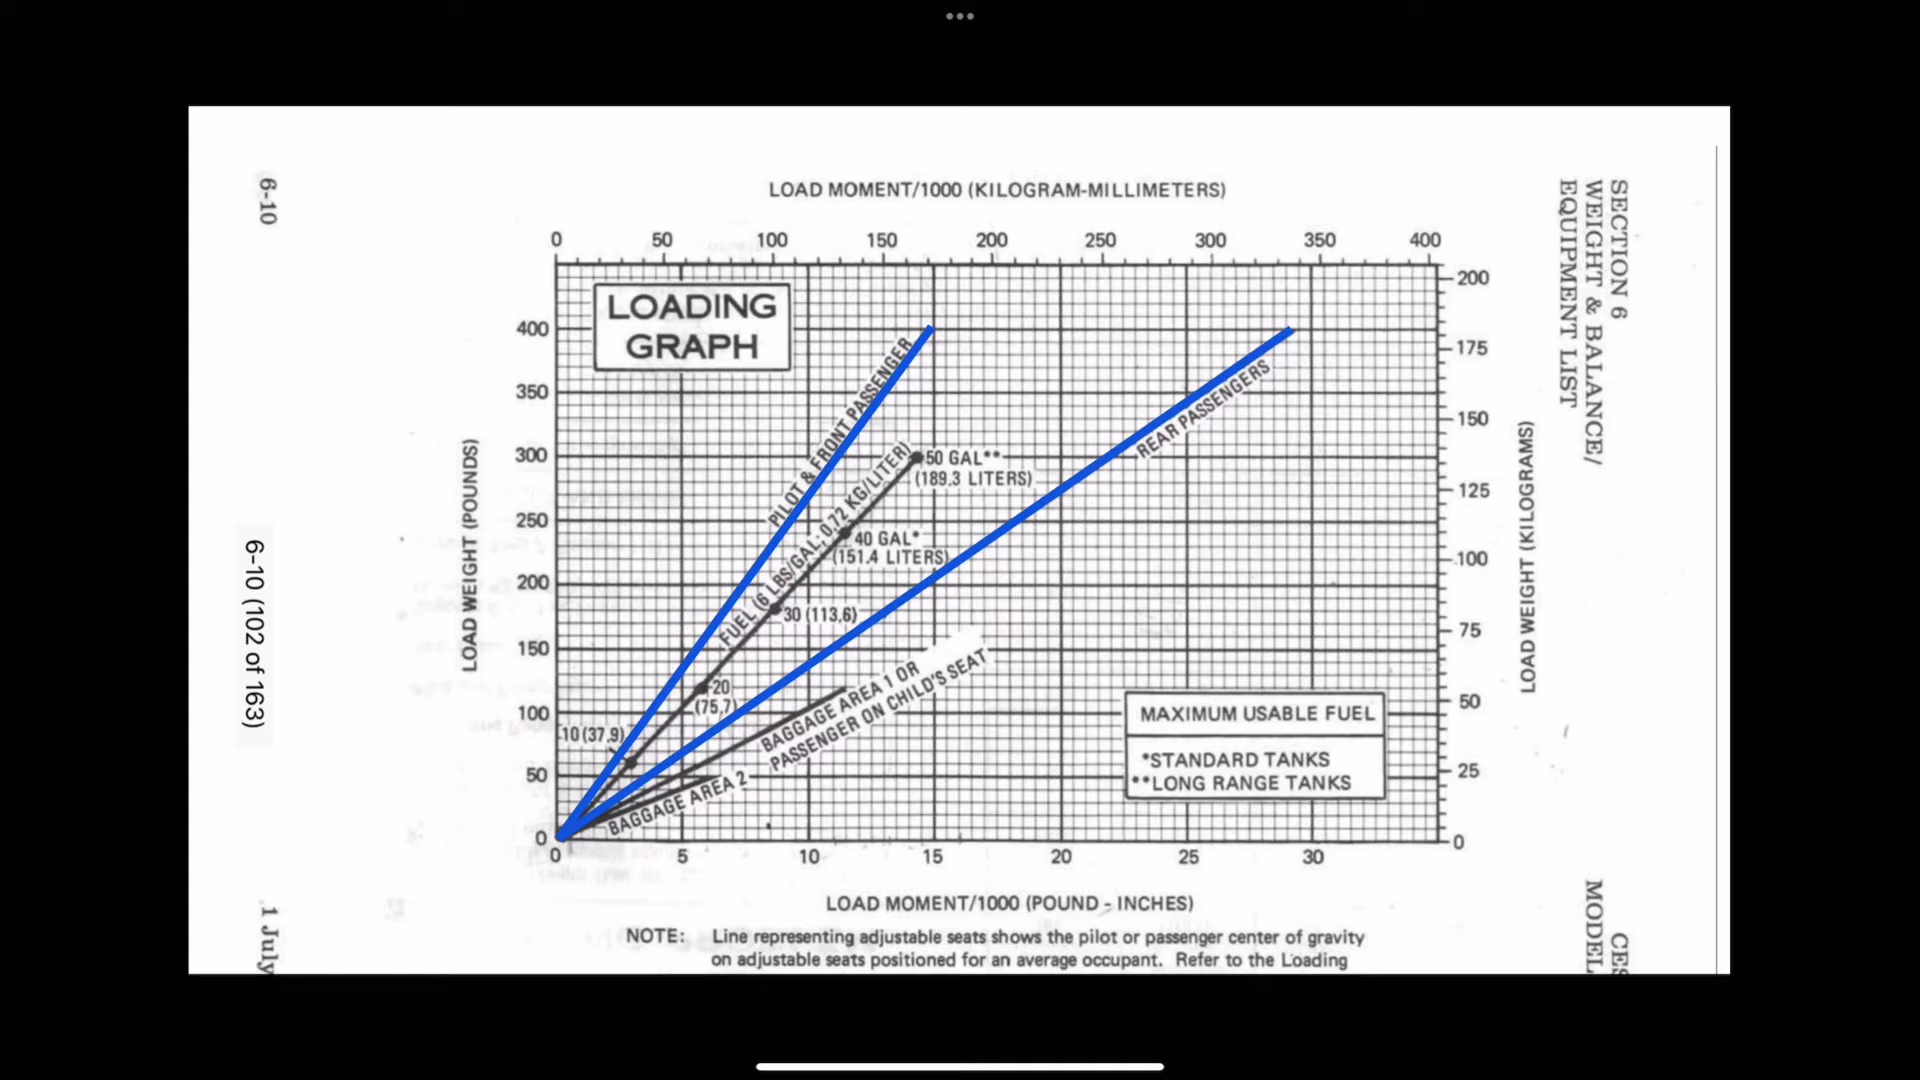 LOAD MOMENT/1000 (KILOGRAM-MILLIMETERS)
0 50 100 150 200 250 300 350 400
LOADING
GRAPH
400
350
300
250
200
150
100
50
0
LOAD WEIGHT (POUNDS)
200
175
150
125
100
75
50
25
0
LOAD WEIGHT (KILOGRAMS)
PILOT & FRONT PASSENGER
FUEL (6 LBS/GAL; 0.72 KG/LITER)
REAR PASSENGERS
50 GAL**
(189.3 LITERS)
40 GAL*
(151.4 LITERS)
30 (113,6)
20
(75,7)
10 (37.9)
BAGGAGE AREA 1 OR
PASSENGER ON CHILD'S SEAT
BAGGAGE AREA 2
MAXIMUM USABLE FUEL
*STANDARD TANKS
**LONG RANGE TANKS
0 5 10 15 20 25 30
LOAD MOMENT/1000 (POUND - INCHES)
NOTE: Line representing adjustable seats shows the pilot or passenger center of gravity
on adjustable seats positioned for an average occupant. Refer to the Loading
6-10
6-10 (102 of 163)
1 July
SECTION 6
WEIGHT & BALANCE/
EQUIPMENT LIST
CES
MODEL